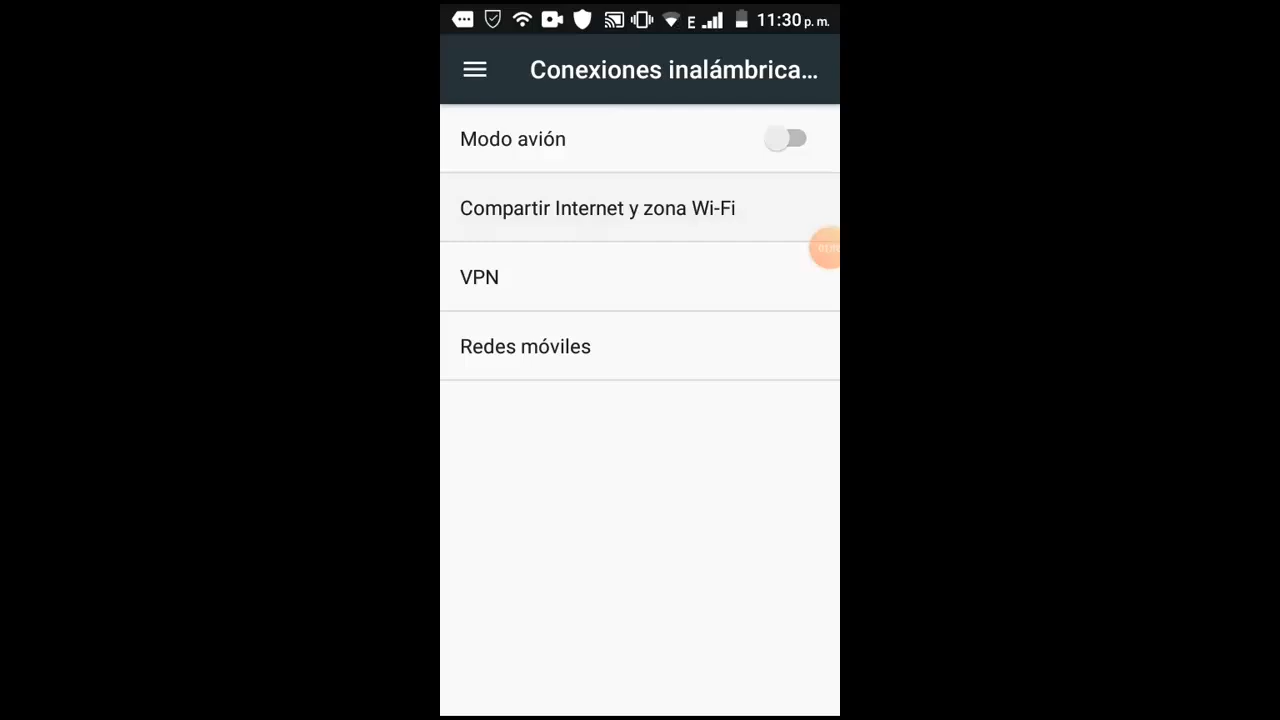 E 11:30 p. m.
Conexiones inalámbrica...
Modo avión
Compartir Internet y zona Wi-Fi
VPN
Redes móviles